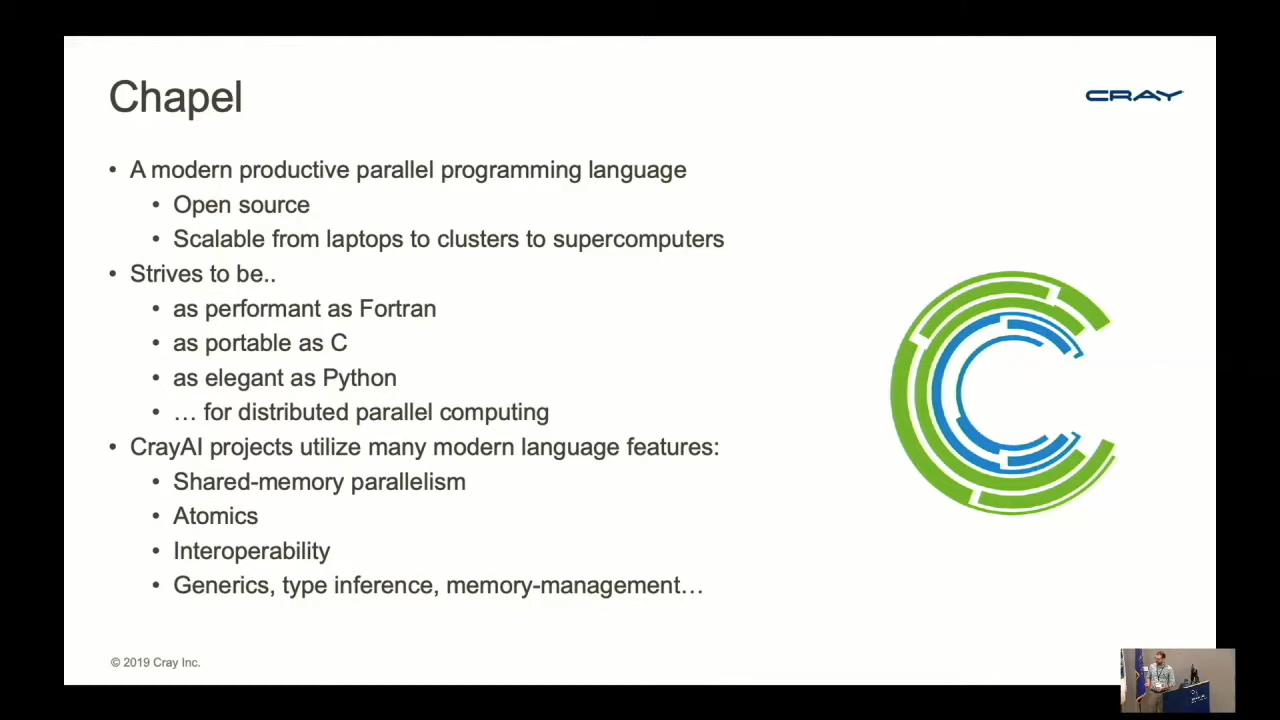 Chapel
CRAY
• A modern productive parallel programming language
• Open source
• Scalable from laptops to clusters to supercomputers
• Strives to be..
• as performant as Fortran
• as portable as C
• as elegant as Python
• … for distributed parallel computing
• CrayAI projects utilize many modern language features:
• Shared-memory parallelism
• Atomics
• Interoperability
• Generics, type inference, memory-management…
© 2019 Cray Inc.